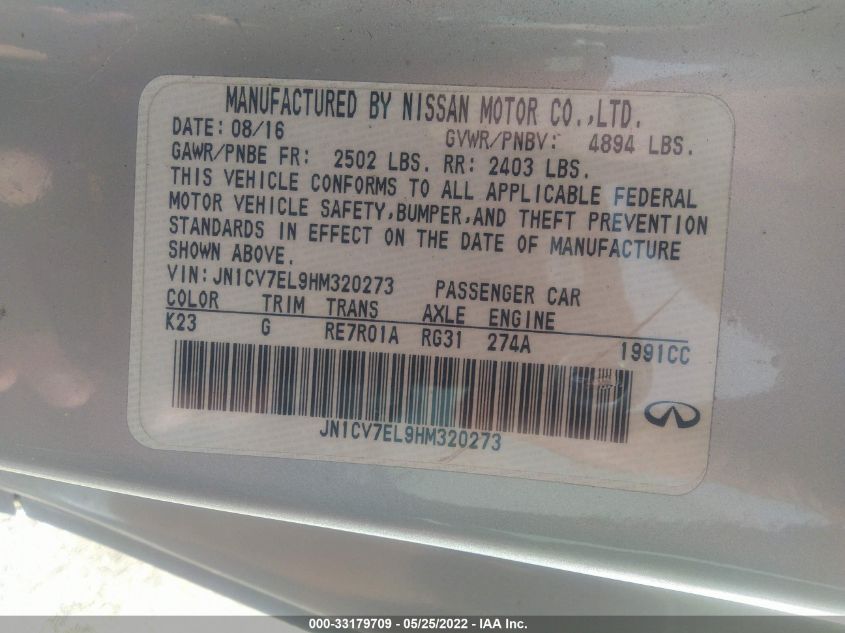 MANUFACTURED BY NISSAN MOTOR CO.,LTD.
DATE: 08/16 GVWR/PNBV: 4894 LBS.
GAWR/PNBE FR: 2502 LBS. RR: 2403 LBS.
THIS VEHICLE CONFORMS TO ALL APPLICABLE FEDERAL
MOTOR VEHICLE SAFETY,BUMPER,AND THEFT PREVENTION
STANDARDS IN EFFECT ON THE DATE OF MANUFACTURE
SHOWN ABOVE.
VIN:JN1CV7EL9HM320273 PASSENGER CAR
COLOR TRIM TRANS AXLE ENGINE
K23 G RE7R01A RG31 274A 1991CC
JN1CV7EL9HM320273
000-33179709 - 05/25/2022 - IAA Inc.